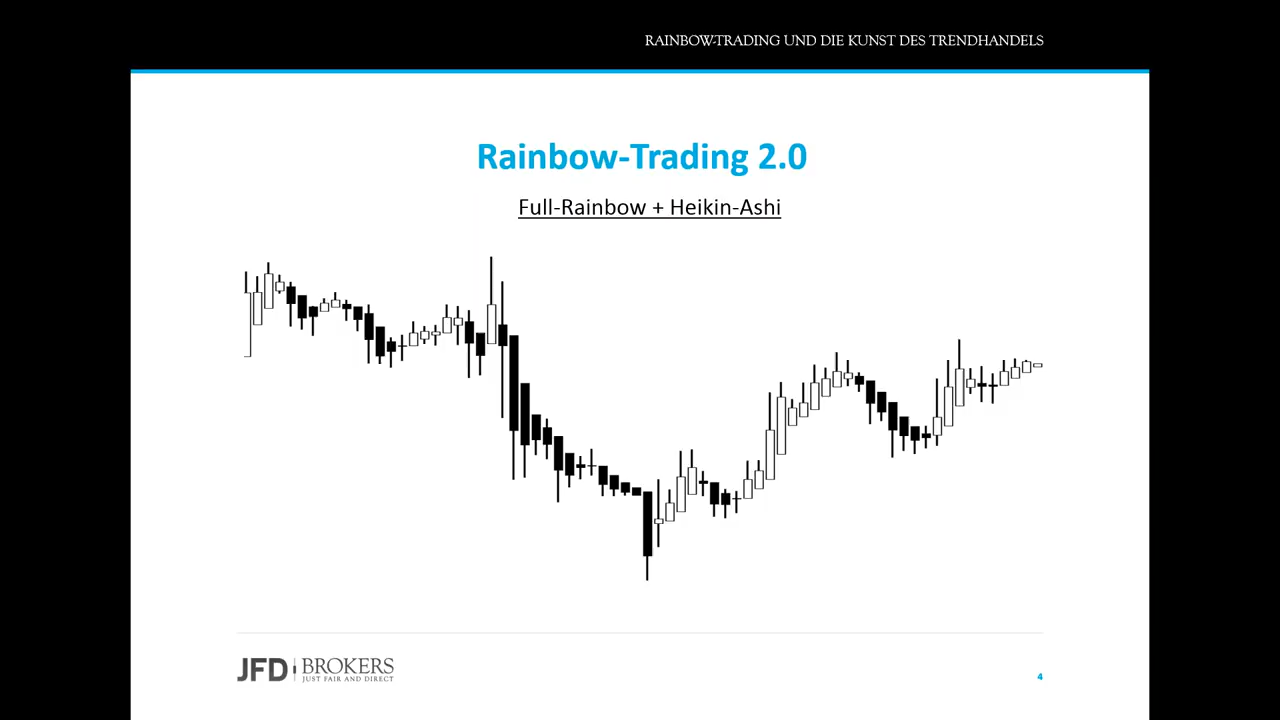 RAINBOW-TRADING UND DIE KUNST DES TRENDHANDELS
Rainbow-Trading 2.0
Full-Rainbow + Heikin-Ashi
JFD BROKERS
JUST FAIR AND DIRECT
4